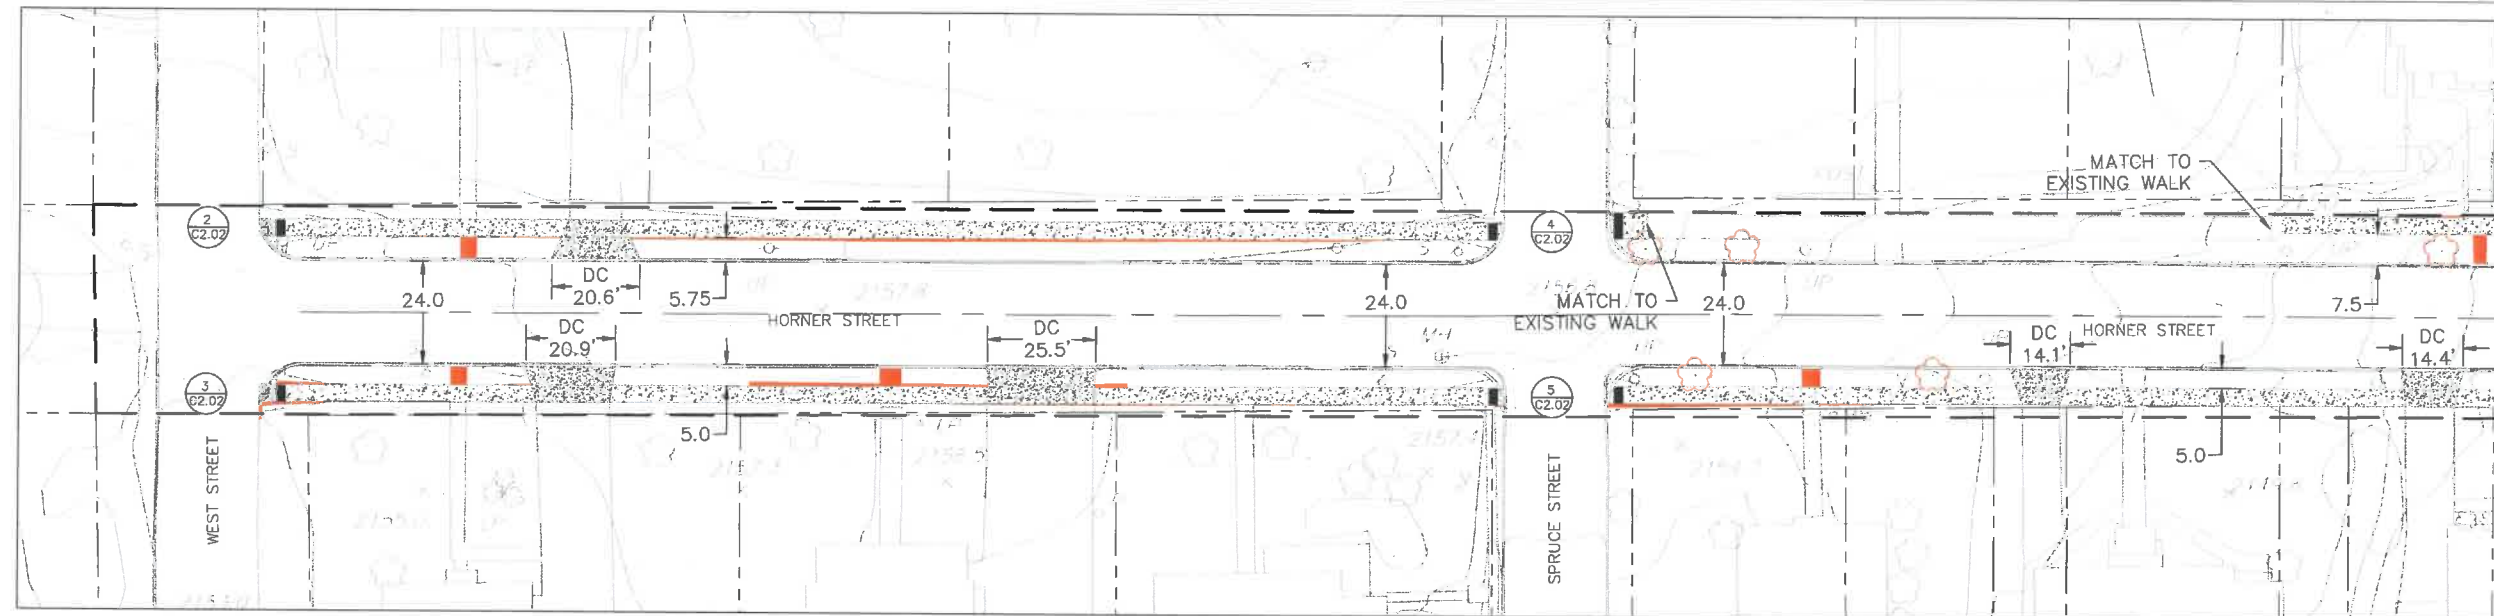 MATCH TO
EXISTING WALK
2
C2.02
4
C2.02
DC
20.6'
24.0
5.75
24.0
MATCH TO
EXISTING WALK
24.0
7.5
HORNER STREET
HORNER STREET
DC
20.9'
DC
25.5'
DC
14.1'
DC
14.4'
3
C2.02
5
C2.02
5.0
5.0
WEST STREET
SPRUCE STREET